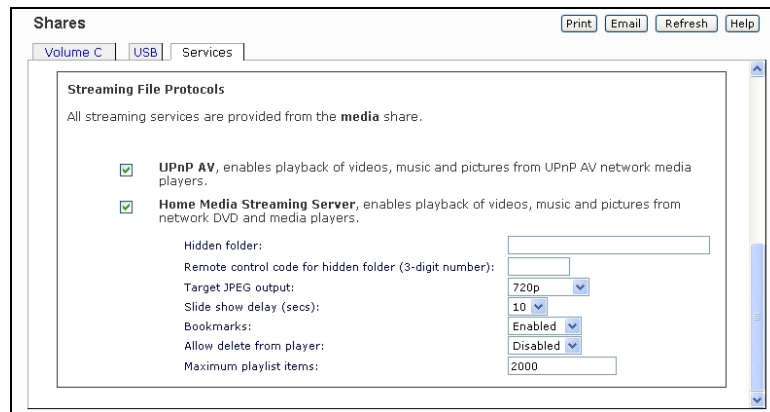 Shares
Print Email Refresh Help
Volume C USB Services
Streaming File Protocols
All streaming services are provided from the media share.
UPnP AV, enables playback of videos, music and pictures from UPnP AV network media
players.
Home Media Streaming Server, enables playback of videos, music and pictures from
network DVD and media players.
Hidden folder:
Remote control code for hidden folder (3-digit number):
Target JPEG output: 720p
Slide show delay (secs): 10
Bookmarks: Enabled
Allow delete from player: Disabled
Maximum playlist items: 2000